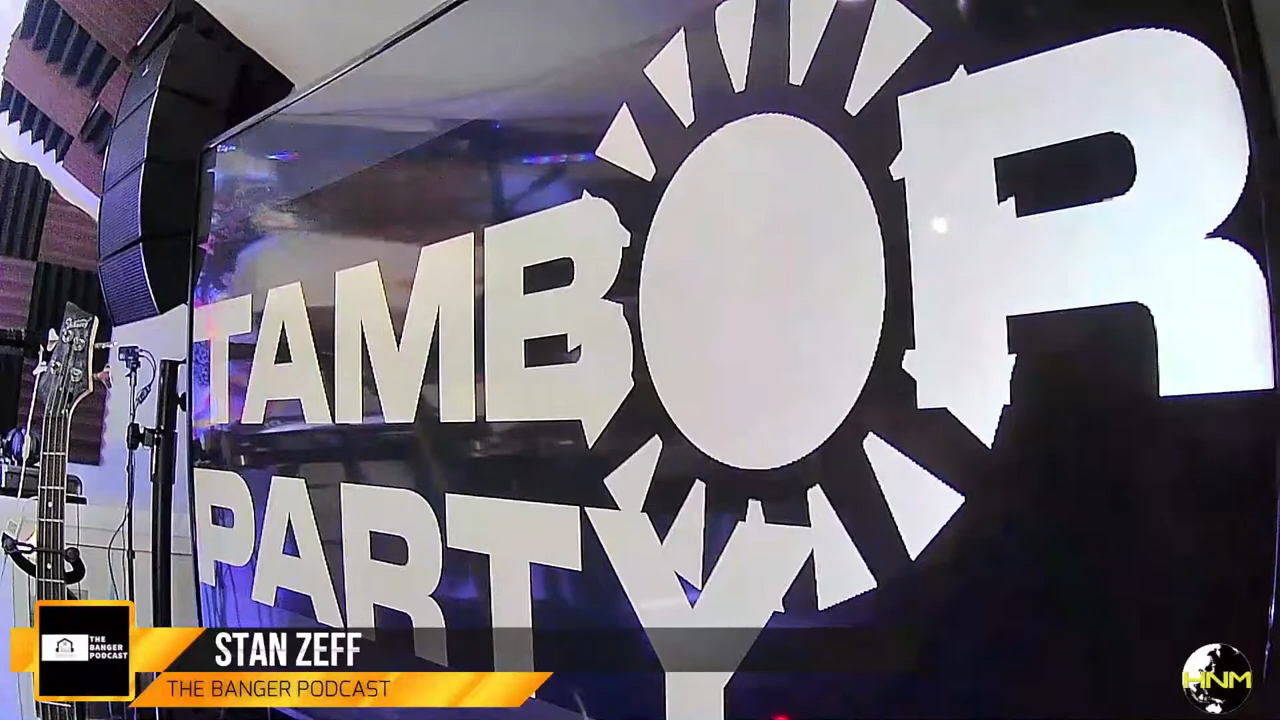 TAMBOR
PARTY
THE
BANGER
PODCAST
STAN ZEFF
THE BANGER PODCAST
HNM